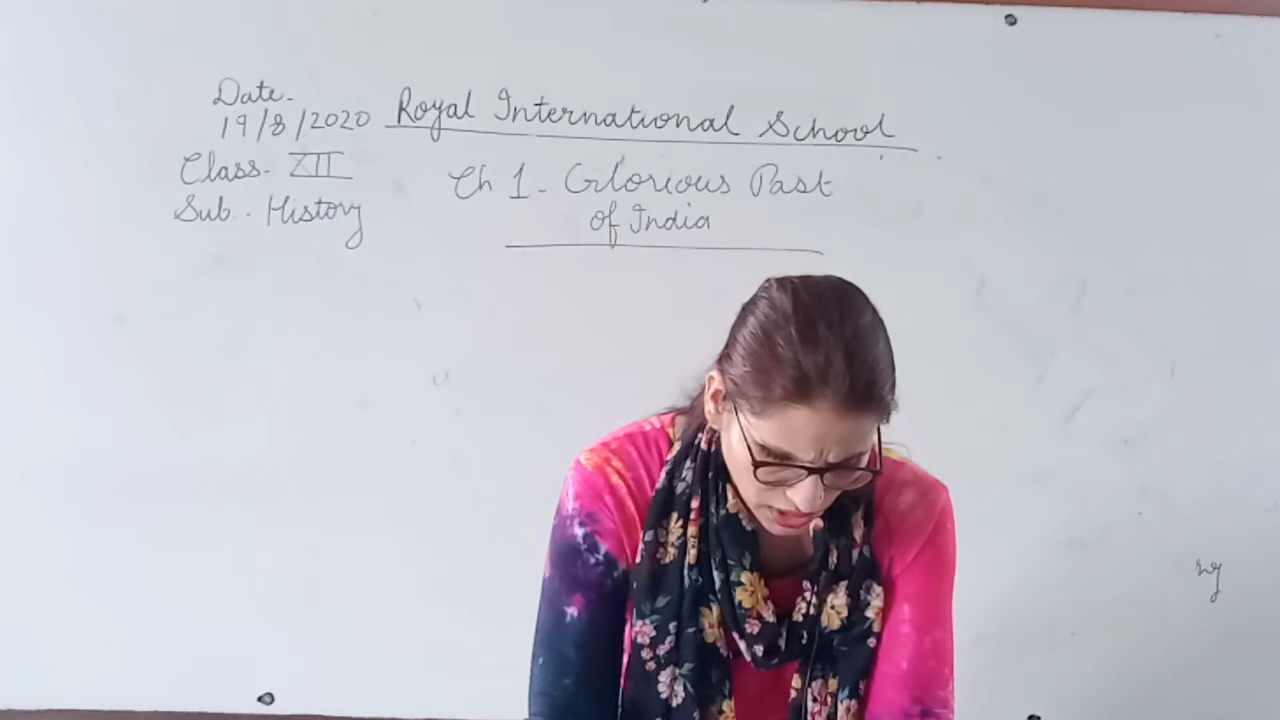 Date-
19/8/2020 Royal International School
Class- XII
Ch 1- Glorious Past
Sub.- History
of India